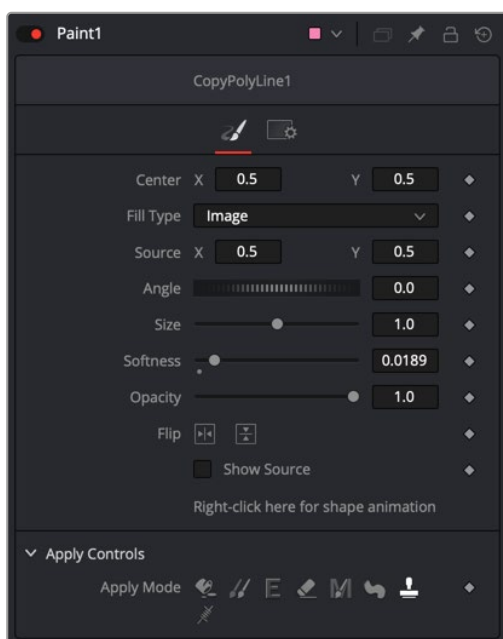 Paint1
CopyPolyLine1
Center X 0.5 Y 0.5
Fill Type Image
Source X 0.5 Y 0.5
Angle 0.0
Size 1.0
Softness 0.0189
Opacity 1.0
Flip
Show Source
Right-click here for shape animation
Apply Controls
Apply Mode